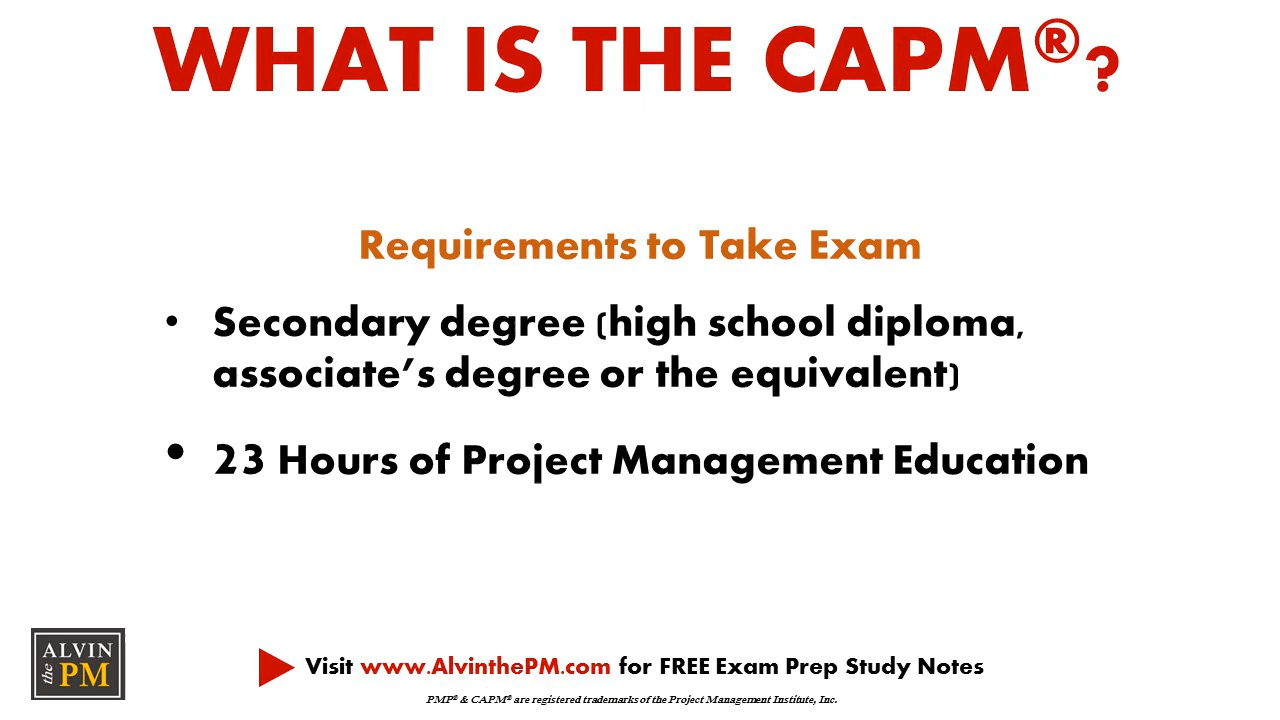 WHAT IS THE CAPM®?
Requirements to Take Exam
• Secondary degree (high school diploma,
associate’s degree or the equivalent)
• 23 Hours of Project Management Education
ALVIN
the PM
Visit www.AlvinthePM.com for FREE Exam Prep Study Notes
PMP® & CAPM® are registered trademarks of the Project Management Institute, Inc.